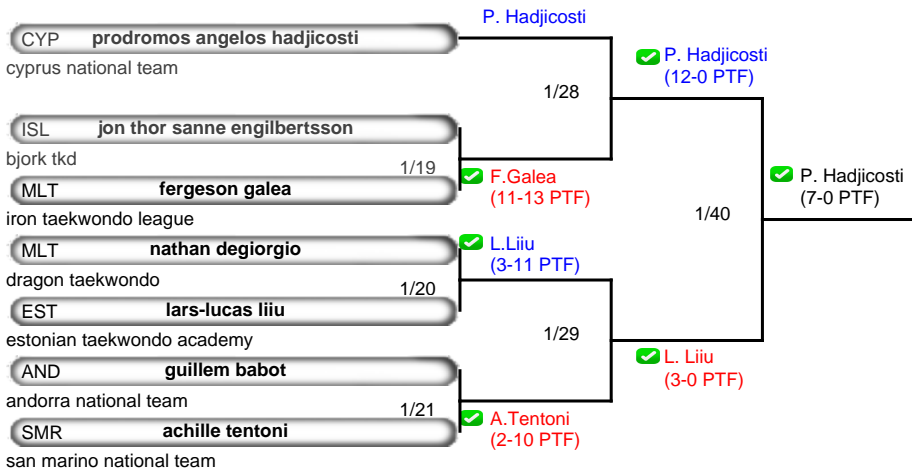 P. Hadjicosti
CYP prodromos angelos hadjicosti
cyprus national team
P. Hadjicosti
(12-0 PTF)
1/28
ISL jon thor sanne engilbertsson
bjork tkd
1/19
F.Galea
(11-13 PTF)
MLT fergeson galea
iron taekwondo league
P. Hadjicosti
(7-0 PTF)
1/40
MLT nathan degiorgio
L.Liiu
(3-11 PTF)
dragon taekwondo
1/20
EST lars-lucas liiu
estonian taekwondo academy
1/29
L. Liiu
(3-0 PTF)
AND guillem babot
andorra national team
1/21
A.Tentoni
(2-10 PTF)
SMR achille tentoni
san marino national team